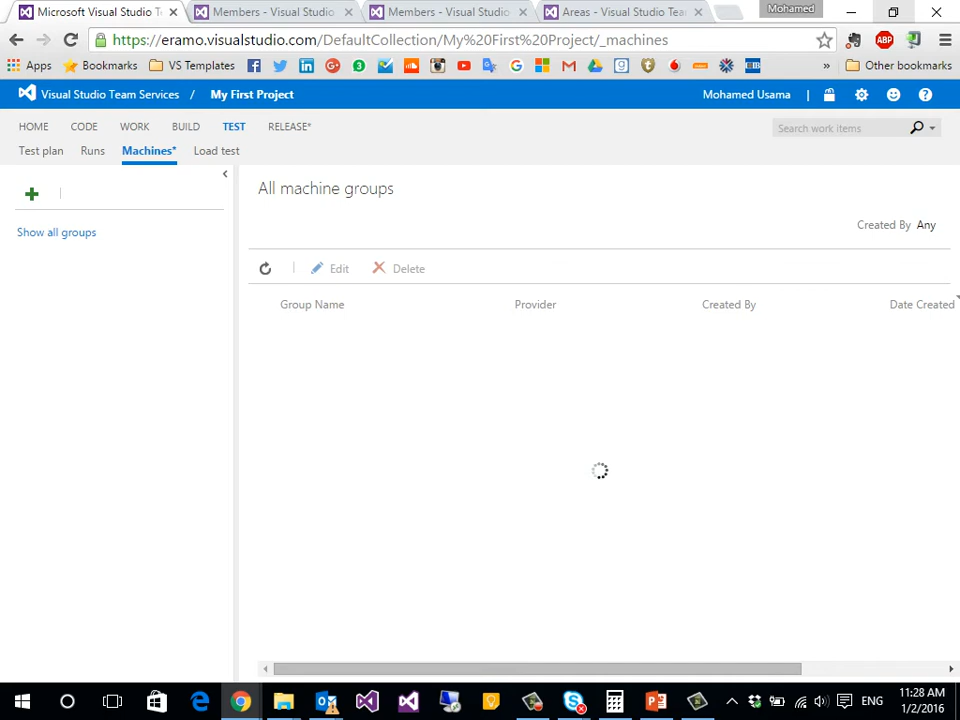 Microsoft Visual Studio T
Members - Visual Studio
Members - Visual Studio
Areas - Visual Studio Tea
Mohamed
https://eramo.visualstudio.com/DefaultCollection/My%20First%20Project/_machines
ABP
Apps
Bookmarks
VS Templates
»
Other bookmarks
Visual Studio Team Services / My First Project
Mohamed Usama |
HOME
CODE
WORK
BUILD
TEST
RELEASE*
Search work items
Test plan
Runs
Machines*
Load test
All machine groups
Show all groups
Created By Any
Edit
Delete
Group Name
Provider
Created By
Date Created
ENG
11:28 AM
1/2/2016